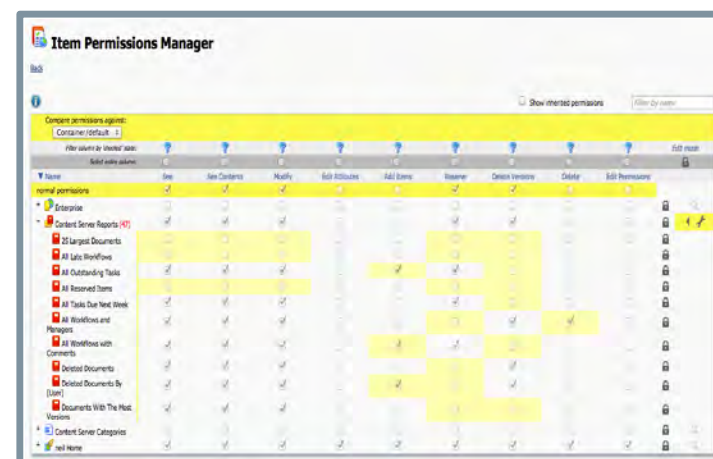 Item Permissions Manager
Back
Show inherited permissions
Filter by name
Compare permissions against:
Container/default
Filter column by 'checked' state:
Edit mode
Select entire column:
Name See See Contents Modify Edit Attributes Add Items Reserve Delete Versions Delete Edit Permissions
normal permissions
Enterprise
Content Server Reports [47]
25 Largest Documents
All Late Workflows
All Outstanding Tasks
All Reserved Items
All Tasks Due Next Week
All Workflows and
Managers
All Workflows with
Comments
Deleted Documents
Deleted Documents By
[User]
Documents With The Most
Versions
Content Server Categories
neil Home